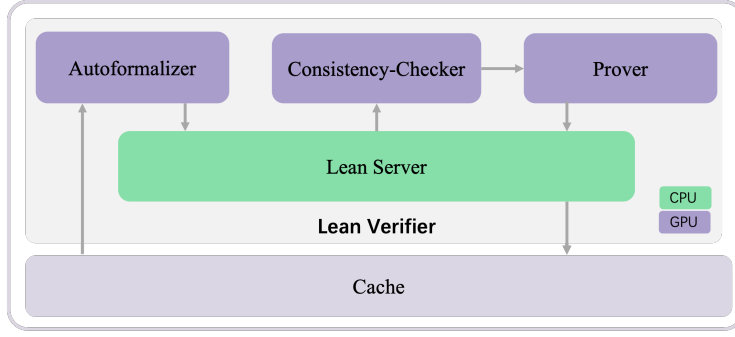 Autoformalizer
Consistency-Checker
Prover
Lean Server
CPU
Lean Verifier
GPU
Cache